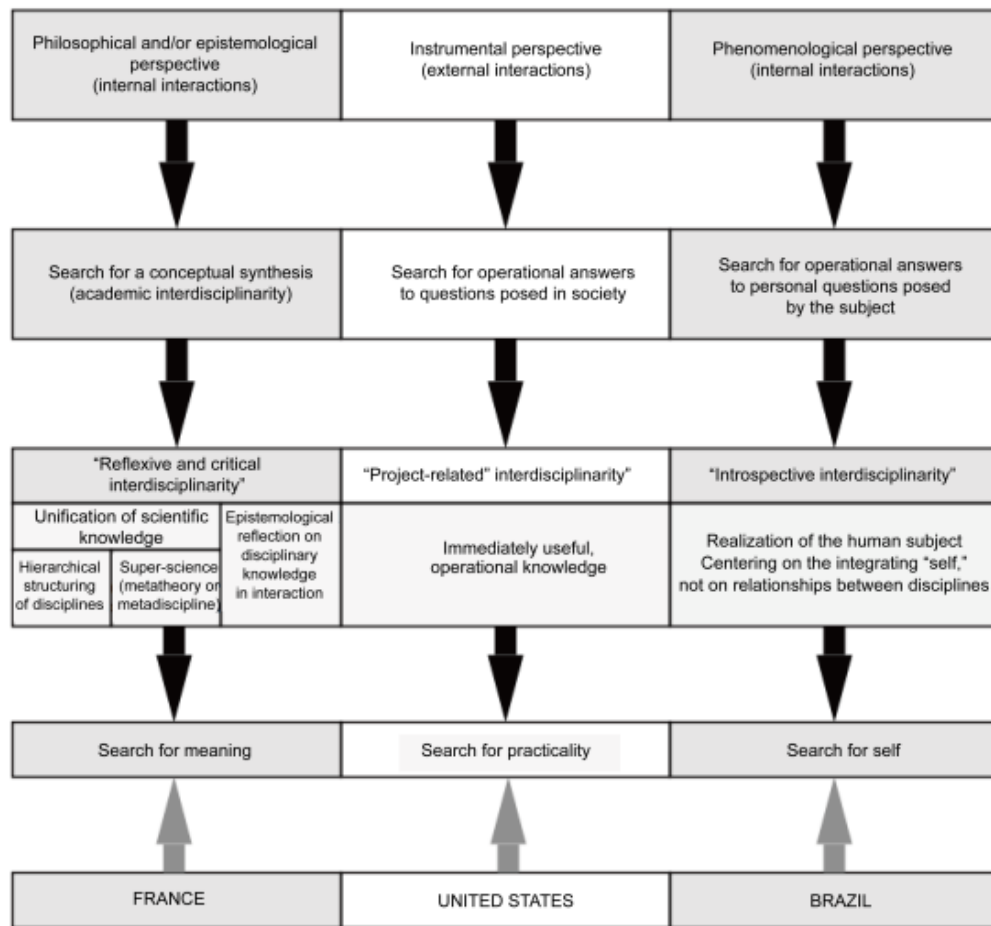 Philosophical and/or epistemological
perspective
(internal interactions)
Instrumental perspective
(external interactions)
Phenomenological perspective
(internal interactions)
Search for a conceptual synthesis
(academic interdisciplinarity)
Search for operational answers
to questions posed in society
Search for operational answers
to personal questions posed
by the subject
“Reflexive and critical
interdisciplinarity”
“Project-related” interdisciplinarity”
“Introspective interdisciplinarity”
Unification of scientific
knowledge
Hierarchical
structuring
of disciplines
Super-science
(metatheory or
metadiscipline)
Epistemological
reflection on
disciplinary
knowledge
in interaction
Immediately useful,
operational knowledge
Realization of the human subject
Centering on the integrating “self,”
not on relationships between disciplines
Search for meaning
Search for practicality
Search for self
FRANCE
UNITED STATES
BRAZIL